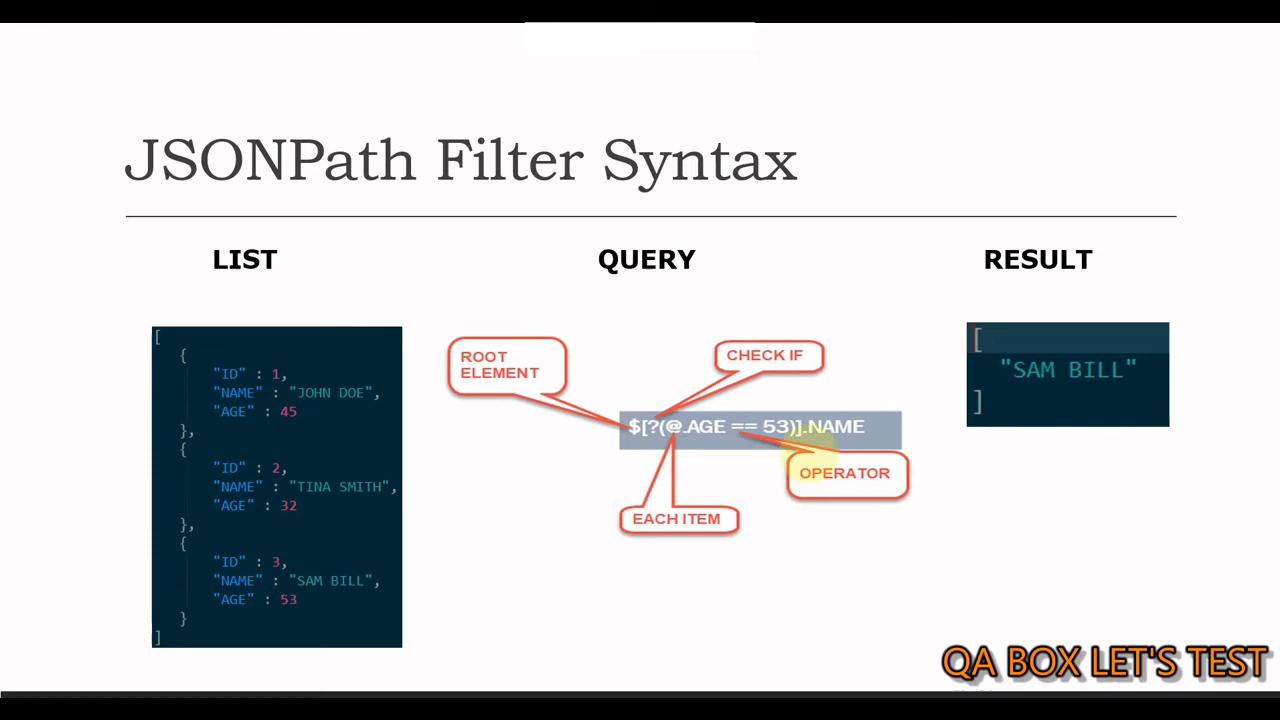 JSONPath Filter Syntax
LIST
QUERY
RESULT
[
{
"ID" : 1,
"NAME" : "JOHN DOE",
"AGE" : 45
},
{
"ID" : 2,
"NAME" : "TINA SMITH",
"AGE" : 32
},
{
"ID" : 3,
"NAME" : "SAM BILL",
"AGE" : 53
}
]
ROOT
ELEMENT
CHECK IF
$[?(@.AGE == 53)].NAME
OPERATOR
EACH ITEM
[
"SAM BILL"
]
QA BOX LET'S TEST